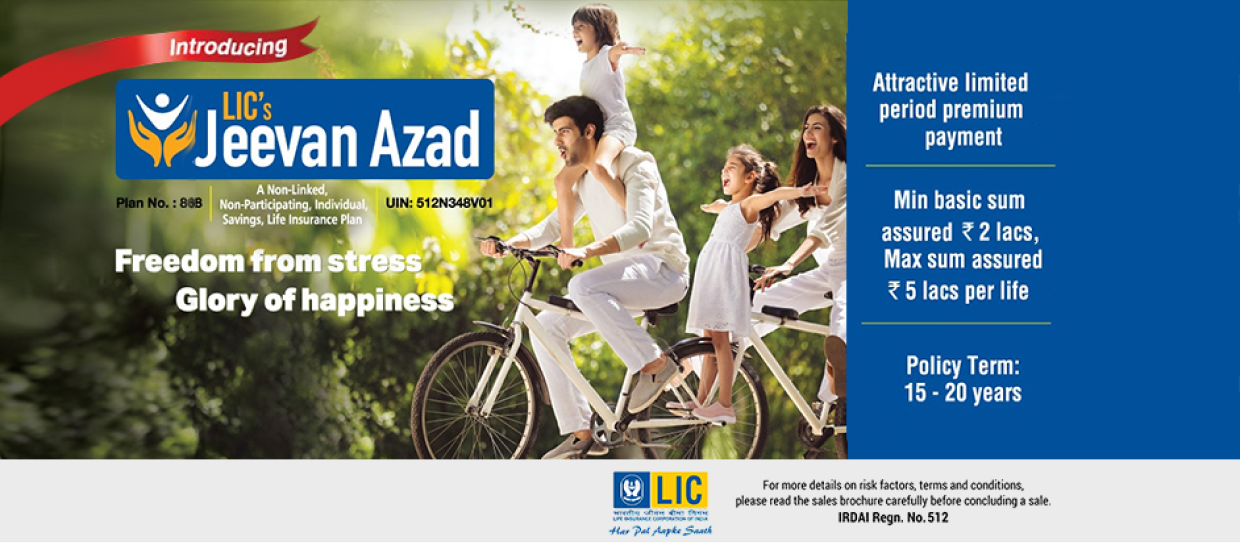 Introducing
LIC's
Jeevan Azad
Plan No. :
A Non-Linked,
Non-Participating, Individual,
Savings, Life Insurance Plan
UIN: 512N348V01
Freedom from stress
Glory of happiness
Attractive limited
period premium
payment
Min basic sum
assured ₹ 2 lacs,
Max sum assured
₹ 5 lacs per life
Policy Term:
15 - 20 years
LIC
भारतीय जीवन बीमा निगम
LIFE INSURANCE CORPORATION OF INDIA
Har Pal Aapke Saath
For more details on risk factors, terms and conditions,
please read the sales brochure carefully before concluding a sale.
IRDAI Regn. No. 512